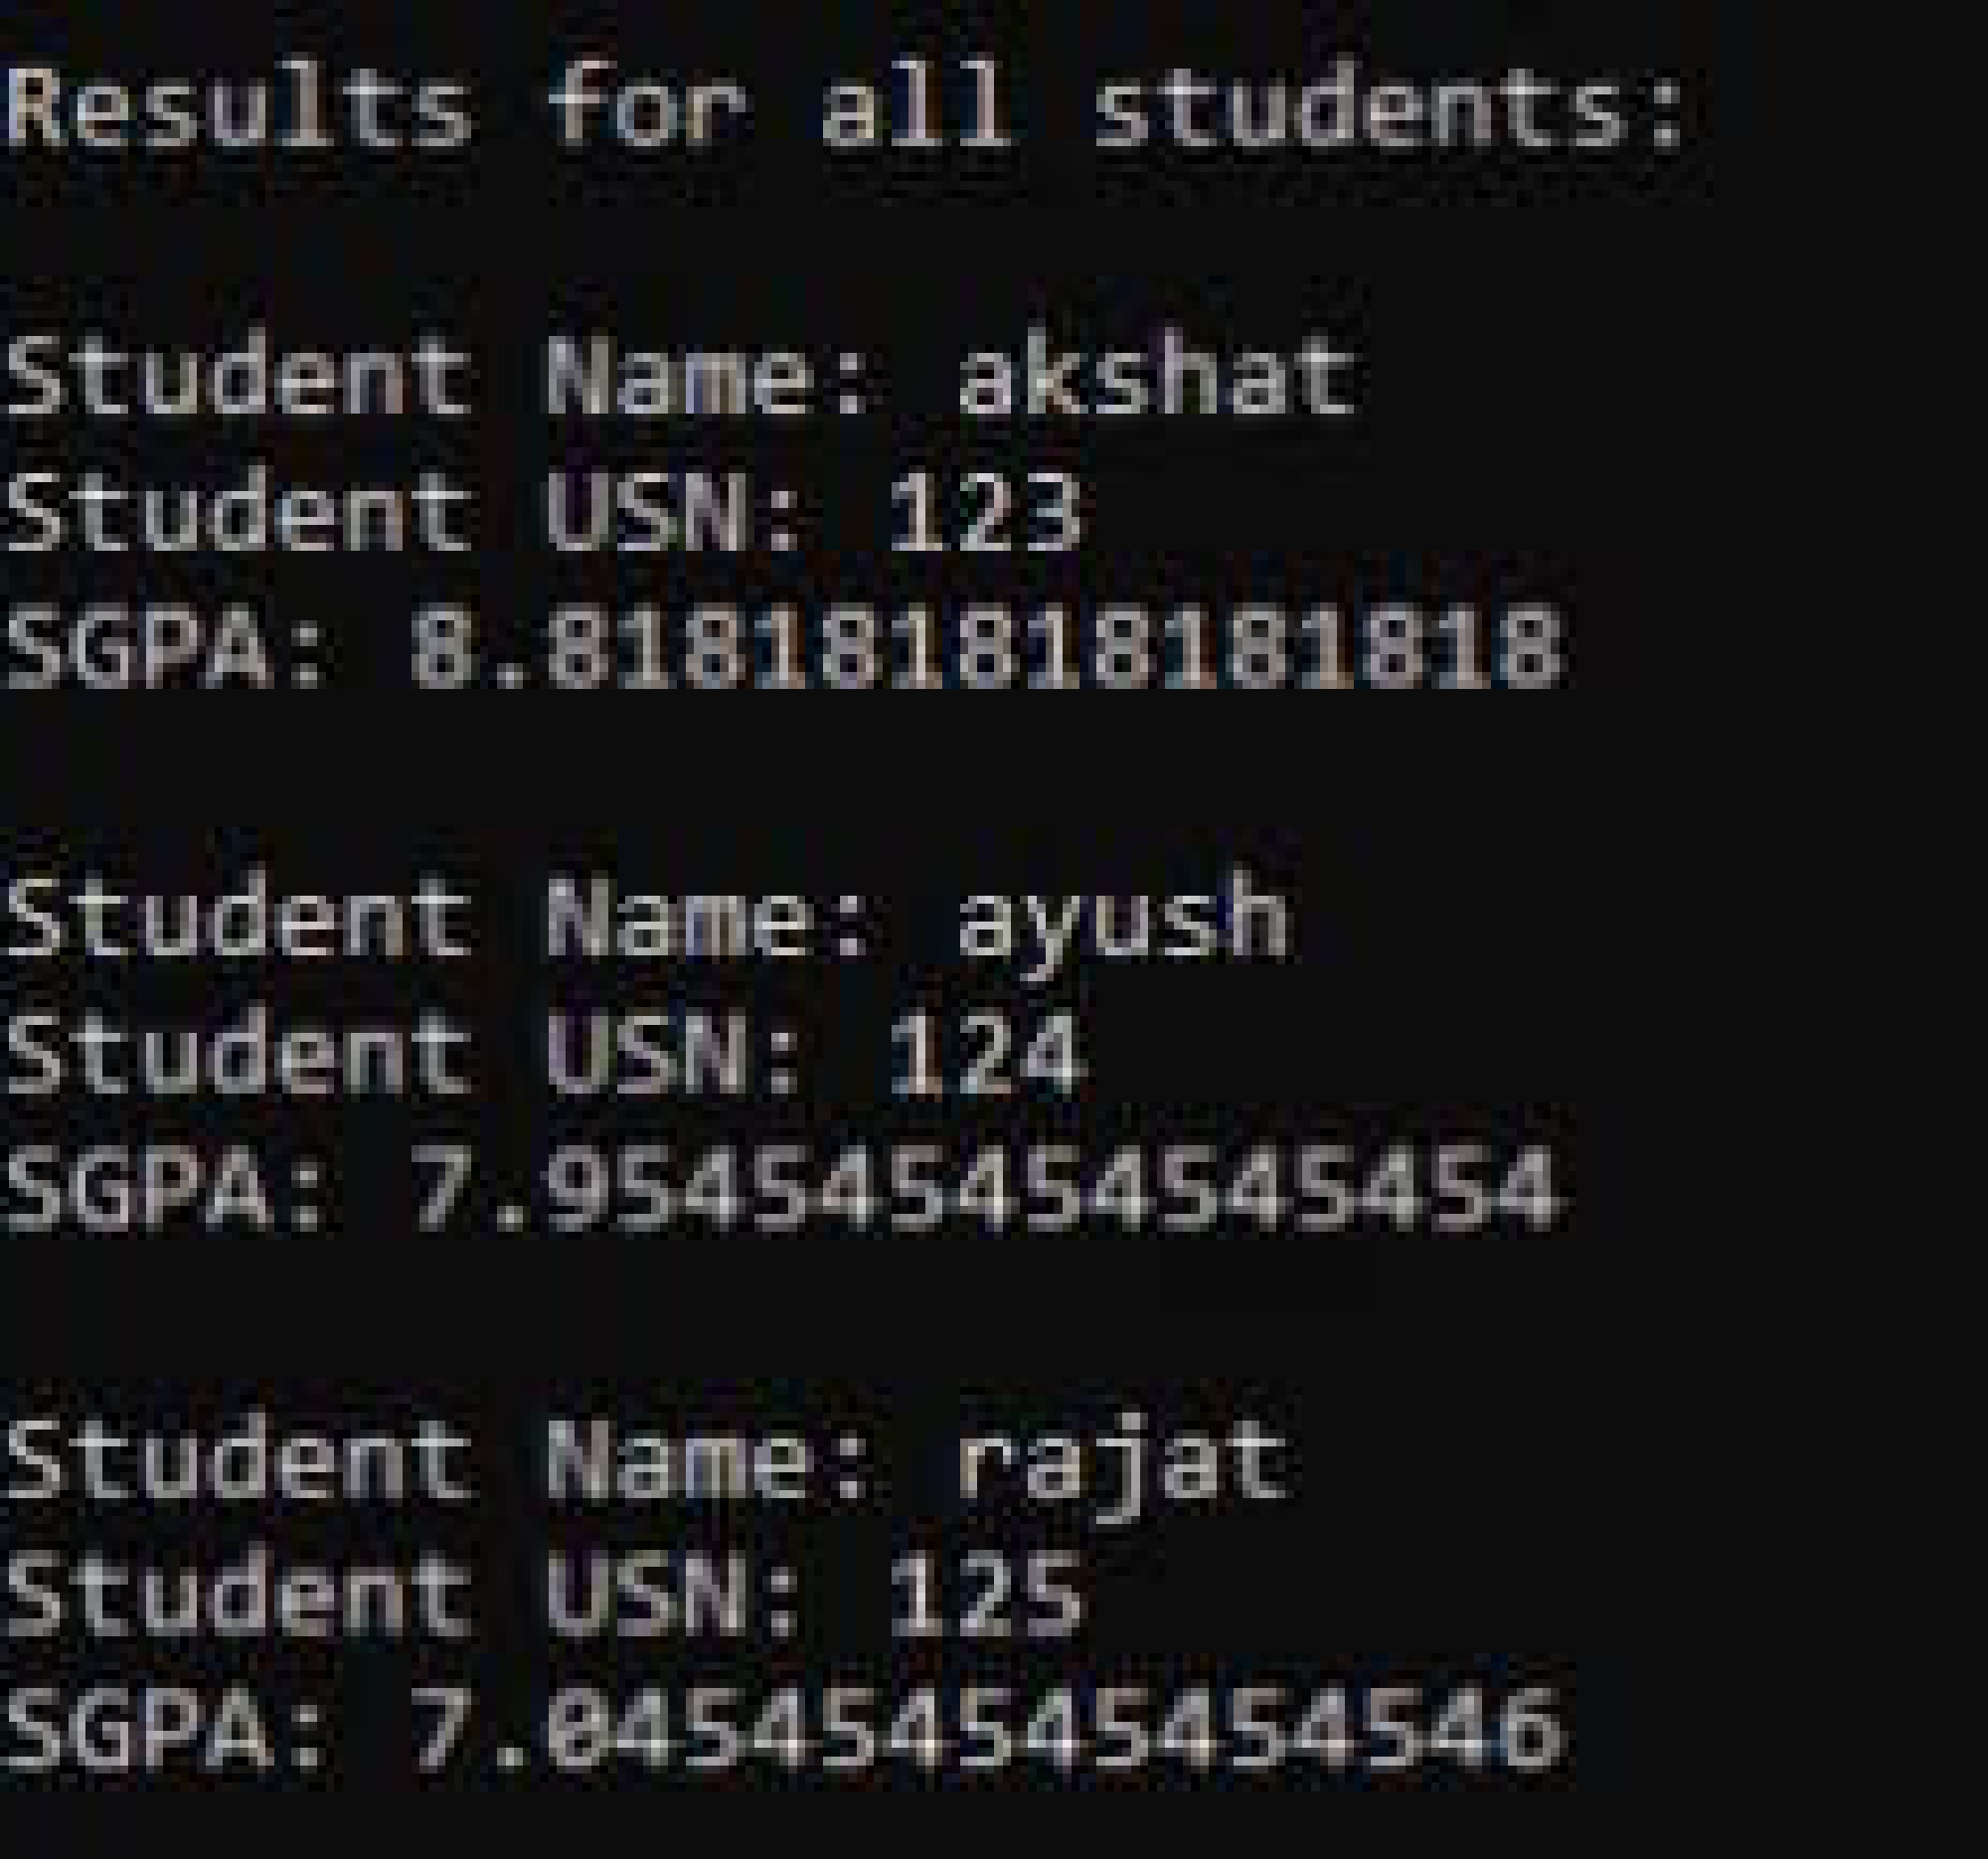 Results for all students:
Student Name: akshat
Student USN: 123
SGPA: 8.818181818181818
Student Name: ayush
Student USN: 124
SGPA: 7.954545454545454
Student Name: rajat
Student USN: 125
SGPA: 7.045454545454546